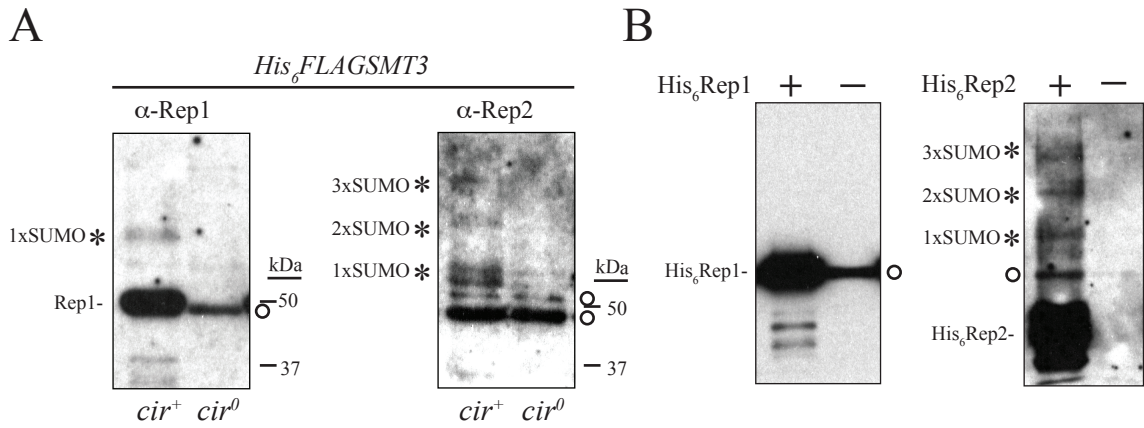 A
His₆FLAGSMT3
α-Rep1
α-Rep2
1xSUMO *
Rep1-
kDa
50
37
cir⁺ cir⁰
3xSUMO *
2xSUMO *
1xSUMO *
kDa
50
37
cir⁺ cir⁰
B
His₆Rep1 + –
His₆Rep1-
His₆Rep2 + –
3xSUMO *
2xSUMO *
1xSUMO *
His₆Rep2-